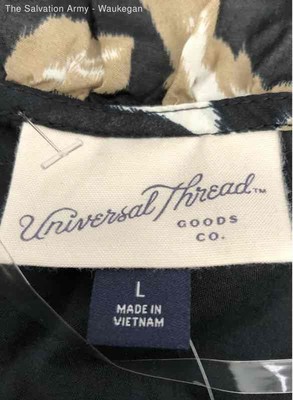 The Salvation Army - Waukegan
Universal Thread™
GOODS
CO.
L
MADE IN
VIETNAM